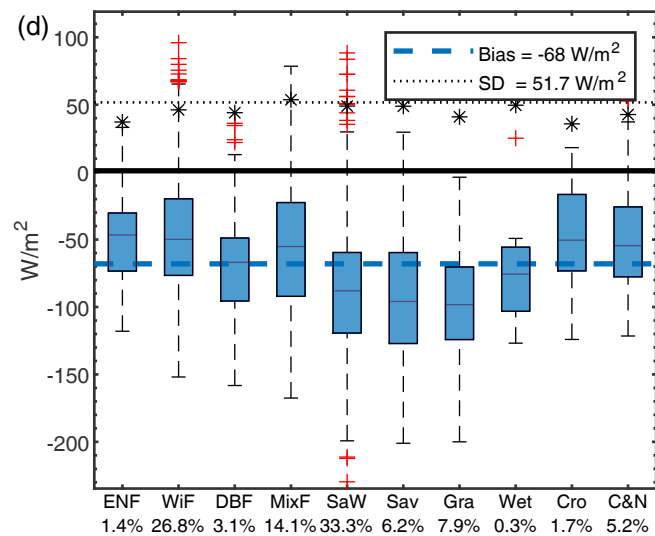 (d)
100
50
0
-50
-100
-150
-200
W/m²
Bias = -68 W/m²
SD = 51.7 W/m²
ENF WiF DBF MixF SaW Sav Gra Wet Cro C&N
1.4% 26.8% 3.1% 14.1% 33.3% 6.2% 7.9% 0.3% 1.7% 5.2%